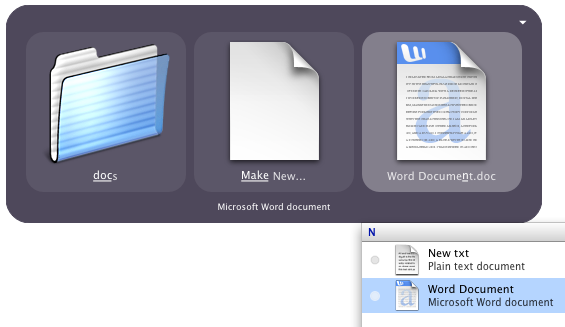 docs
Make New...
Word Document.doc
Microsoft Word document
N
New txt
Plain text document
Word Document
Microsoft Word document